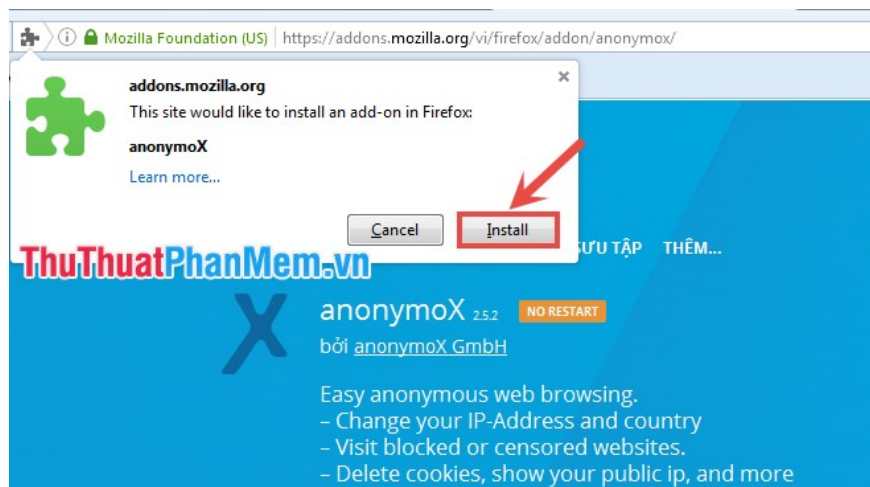 Mozilla Foundation (US) https://addons.mozilla.org/vi/firefox/addon/anonymox/
addons.mozilla.org
This site would like to install an add-on in Firefox:
anonymoX
Learn more...
Cancel Install
SƯU TẬP THÊM...
ThuThuatPhanMem.vn
X
anonymoX 2.5.2 NO RESTART
bởi anonymoX GmbH
Easy anonymous web browsing.
– Change your IP-Address and country
– Visit blocked or censored websites.
– Delete cookies, show your public ip, and more